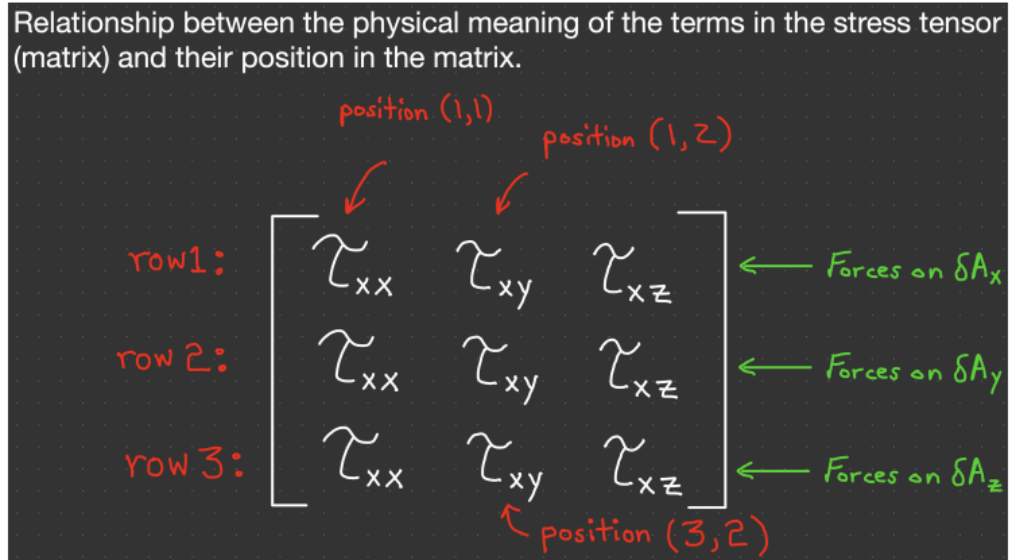 Relationship between the physical meaning of the terms in the stress tensor
(matrix) and their position in the matrix.
position (1,1)
position (1,2)
row1: τxx τxy τxz ← Forces on δAx
row 2: τxx τxy τxz ← Forces on δAy
row 3: τxx τxy τxz ← Forces on δAz
position (3,2)